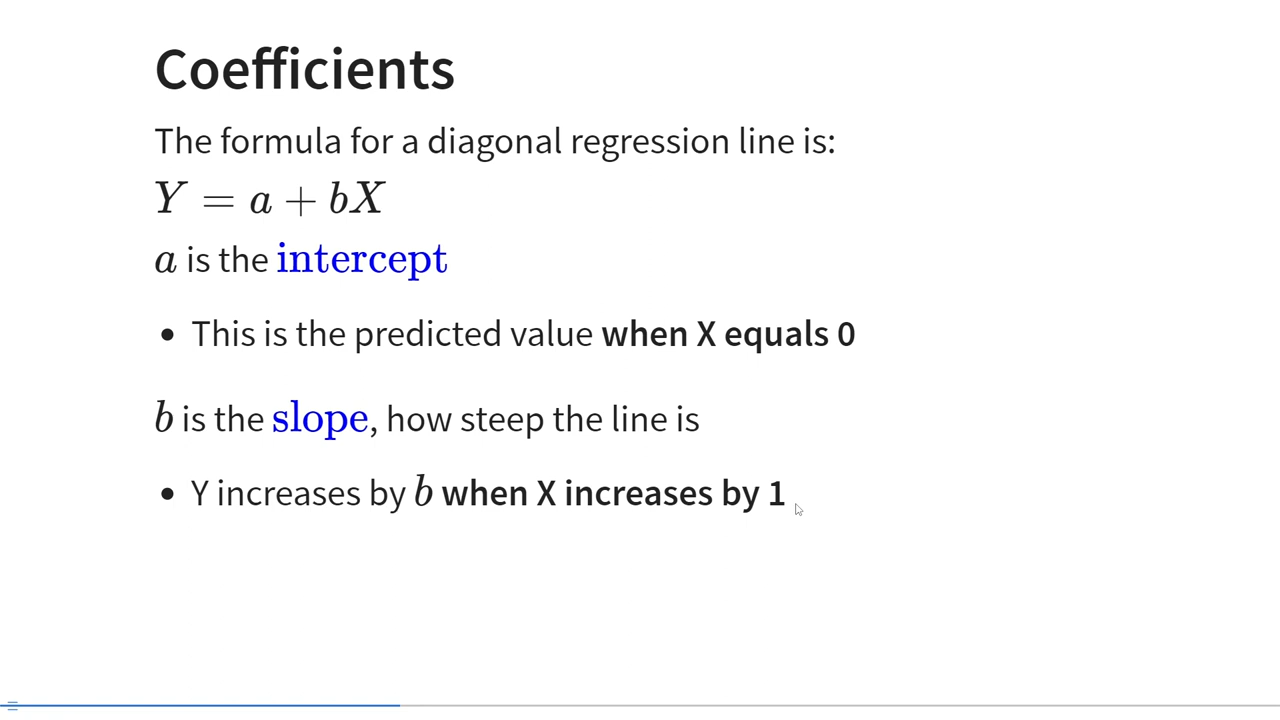 Coefficients
The formula for a diagonal regression line is:
Y = a + bX
a is the intercept
• This is the predicted value when X equals 0
b is the slope, how steep the line is
• Y increases by b when X increases by 1